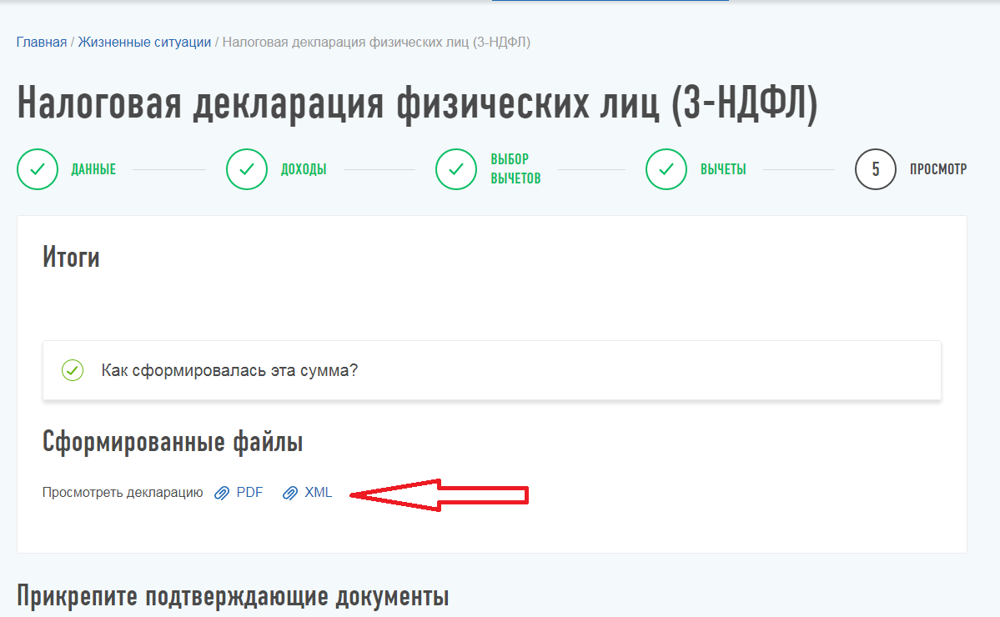 Главная / Жизненные ситуации / Налоговая декларация физических лиц (3-НДФЛ)
Налоговая декларация физических лиц (3-НДФЛ)
ДАННЫЕ
ДОХОДЫ
ВЫБОР
ВЫЧЕТОВ
ВЫЧЕТЫ
5 ПРОСМОТР
Итоги
Как сформировалась эта сумма?
Сформированные файлы
Просмотреть декларацию PDF XML
Прикрепите подтверждающие документы